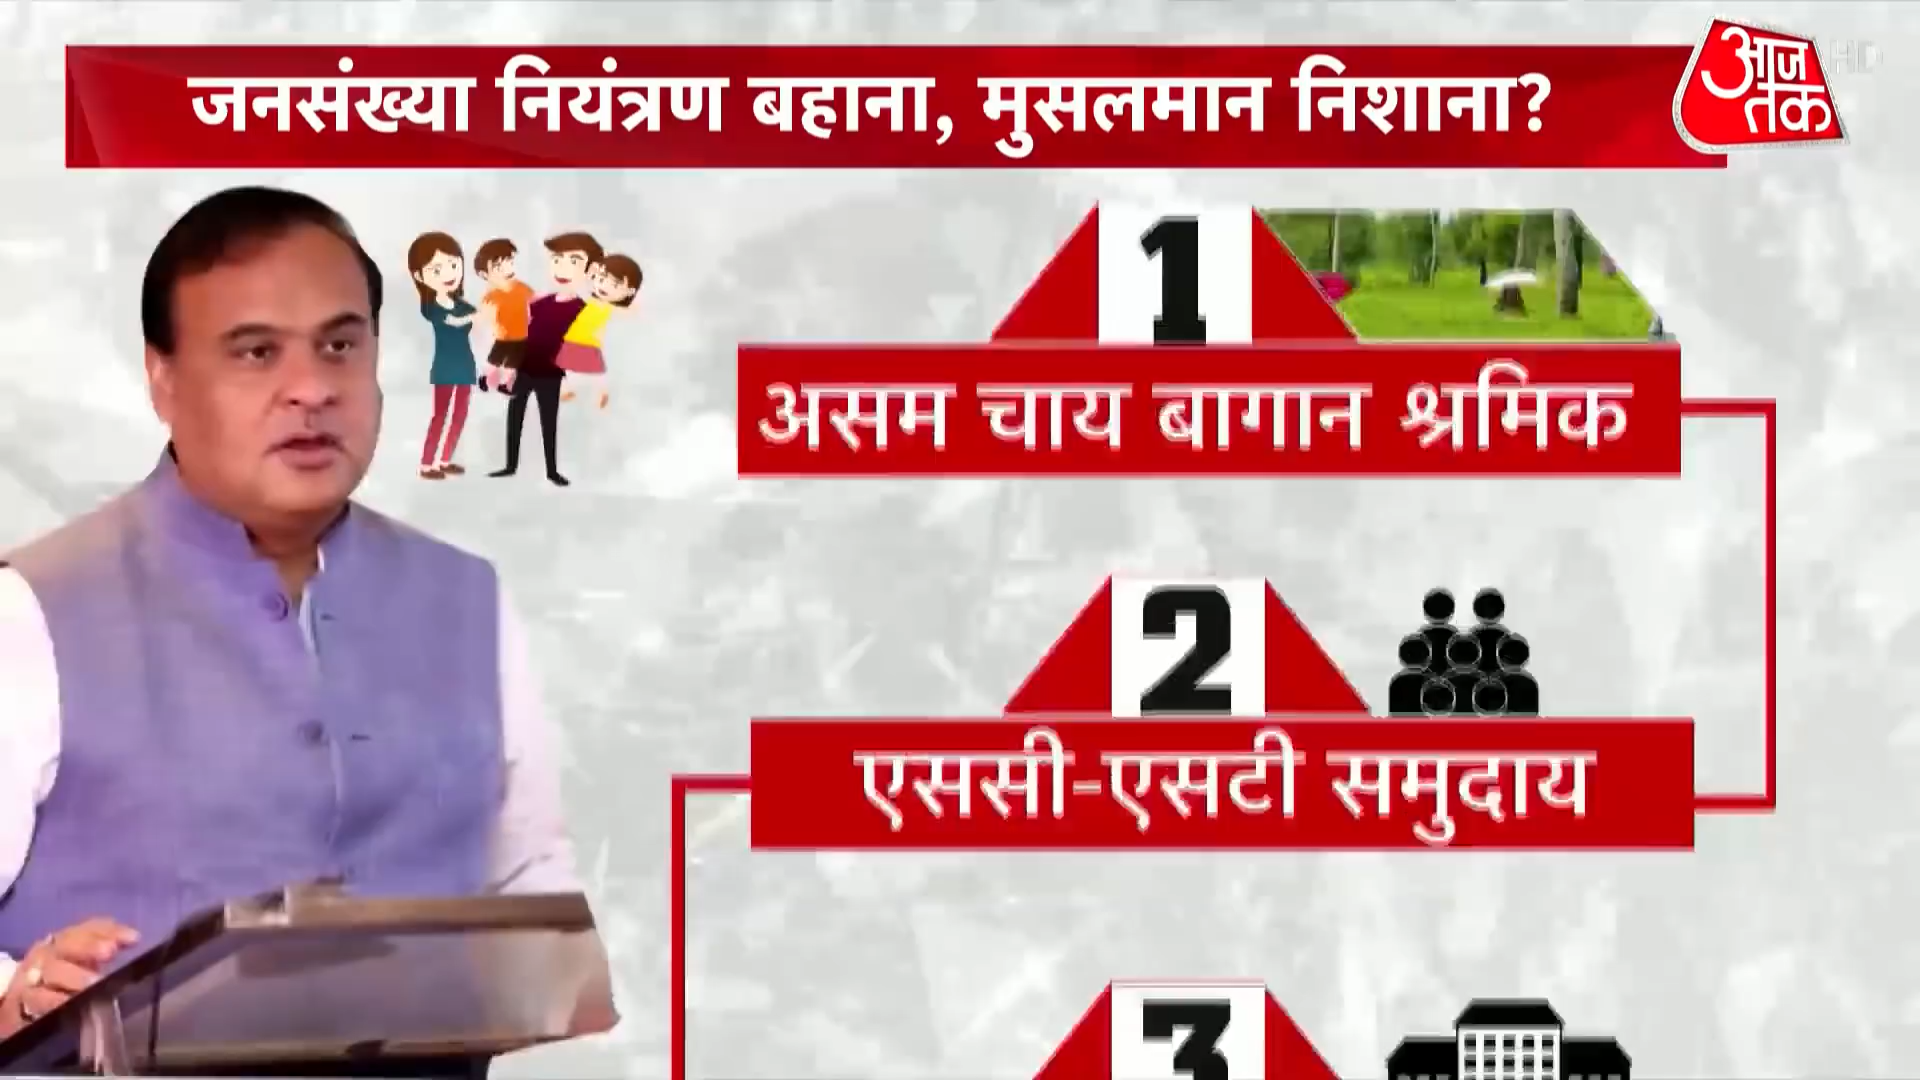 जनसंख्या नियंत्रण बहाना, मुसलमान निशाना?
आज
तक
HD
1
असम चाय बागान श्रमिक
2
एससी-एसटी समुदाय
3